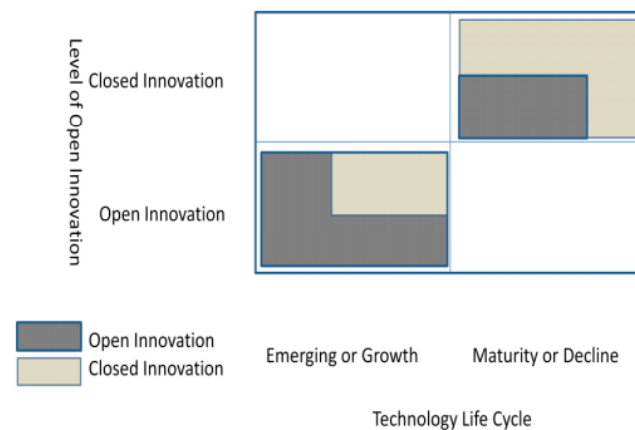 Level of Open Innovation
Closed Innovation
Open Innovation
Open Innovation
Closed Innovation
Emerging or Growth
Maturity or Decline
Technology Life Cycle